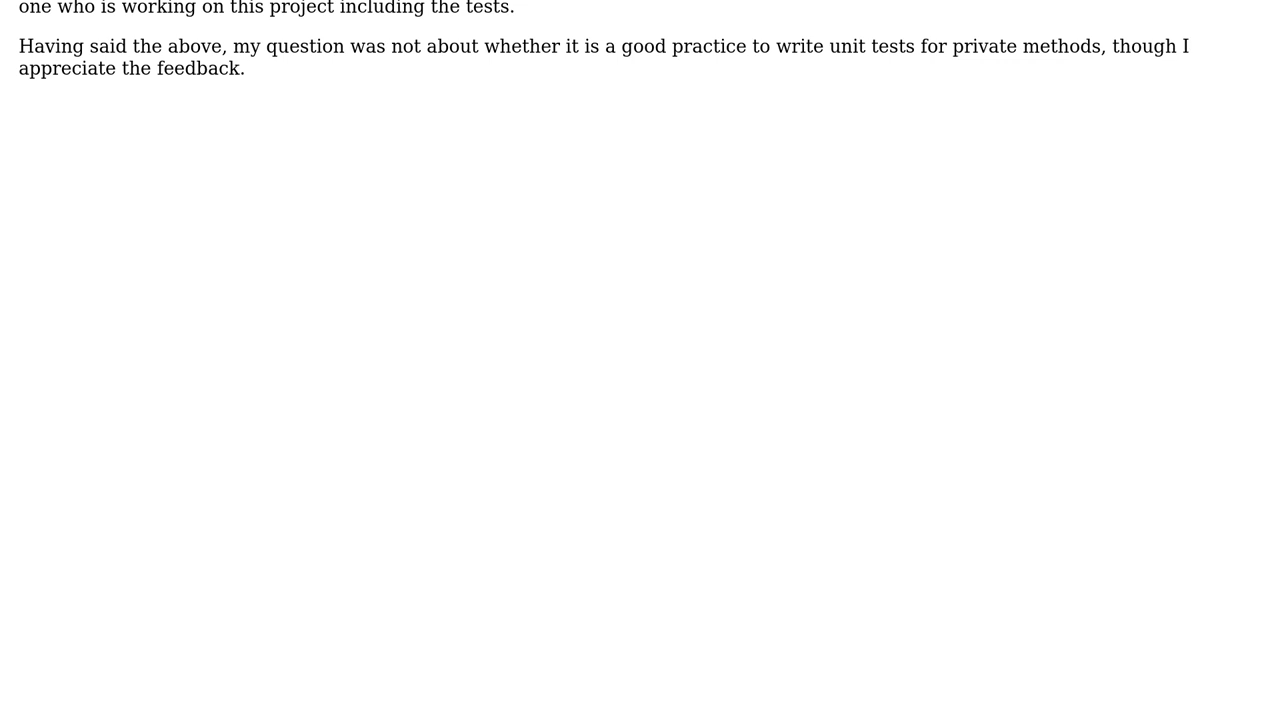 one who is working on this project including the tests.
Having said the above, my question was not about whether it is a good practice to write unit tests for private methods, though I
appreciate the feedback.